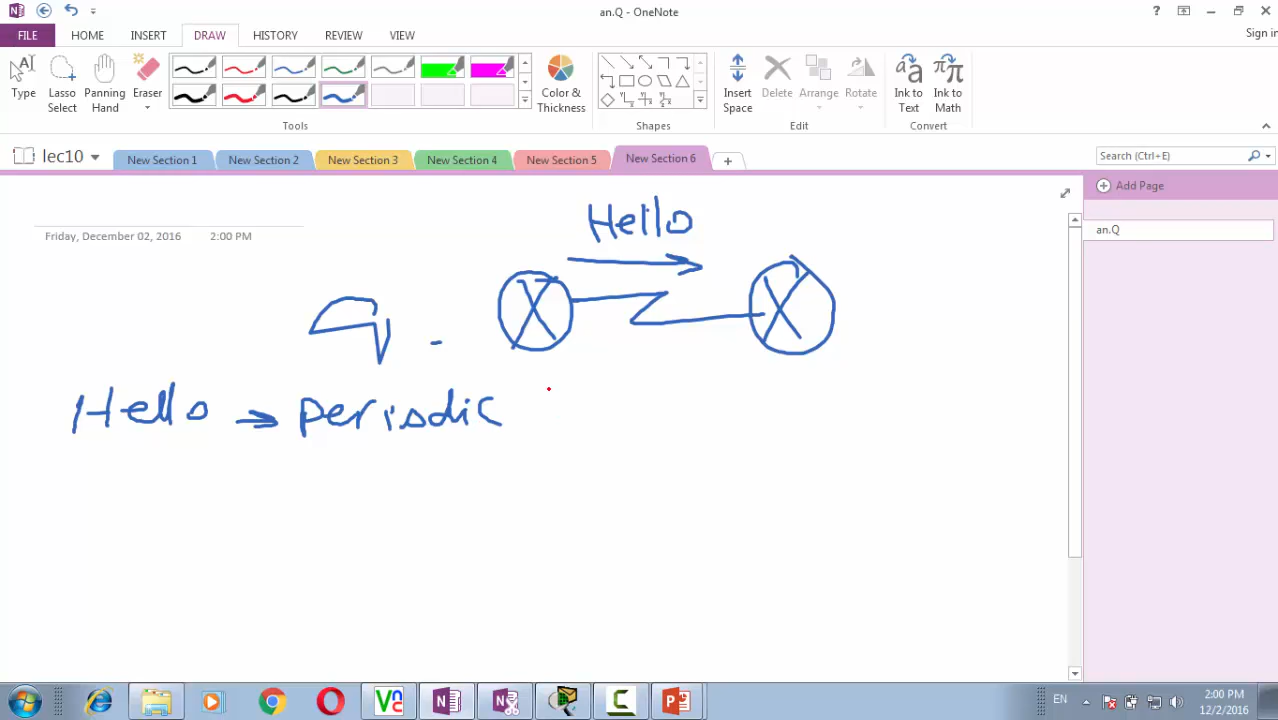 an.Q - OneNote
?
FILE HOME INSERT DRAW HISTORY REVIEW VIEW
Sign in
Type
Lasso Select
Panning Hand
Eraser
Color & Thickness
Insert Space
Delete
Arrange
Rotate
Ink to Text
Ink to Math
Tools Shapes Edit Convert
lec10 New Section 1 New Section 2 New Section 3 New Section 4 New Section 5 New Section 6
Search (Ctrl+E)
Add Page
an.Q
Friday, December 02, 2016 2:00 PM
Hello
Hello → periodic
EN
2:00 PM
12/2/2016